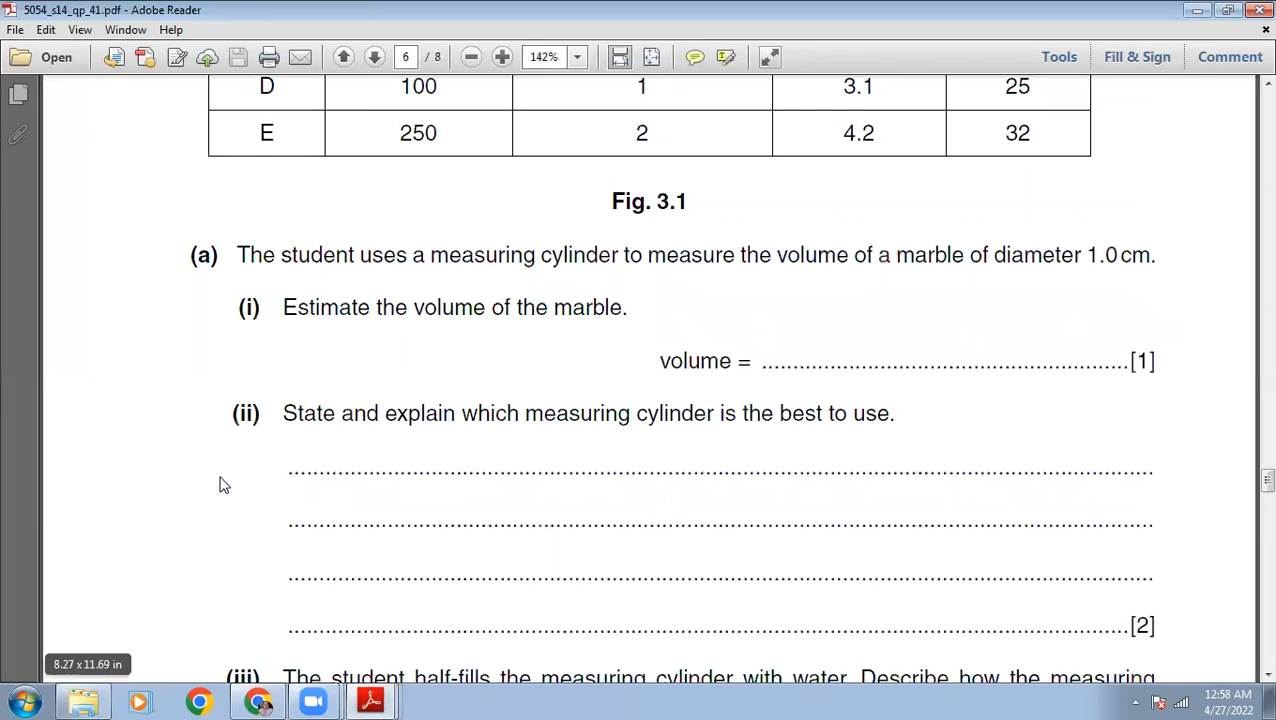 5054_s14_qp_41.pdf - Adobe Reader
File Edit View Window Help
Open 6 / 8 142% Tools Fill & Sign Comment
D 100 1 3.1 25
E 250 2 4.2 32
Fig. 3.1
(a) The student uses a measuring cylinder to measure the volume of a marble of diameter 1.0 cm.
(i) Estimate the volume of the marble.
volume = ........................................................... [1]
(ii) State and explain which measuring cylinder is the best to use.
..........................................................................................................................................
..........................................................................................................................................
..........................................................................................................................................
...................................................................................................................................... [2]
8.27 x 11.69 in
(iii) The student half-fills the measuring cylinder with water. Describe how the measuring
12:58 AM
4/27/2022